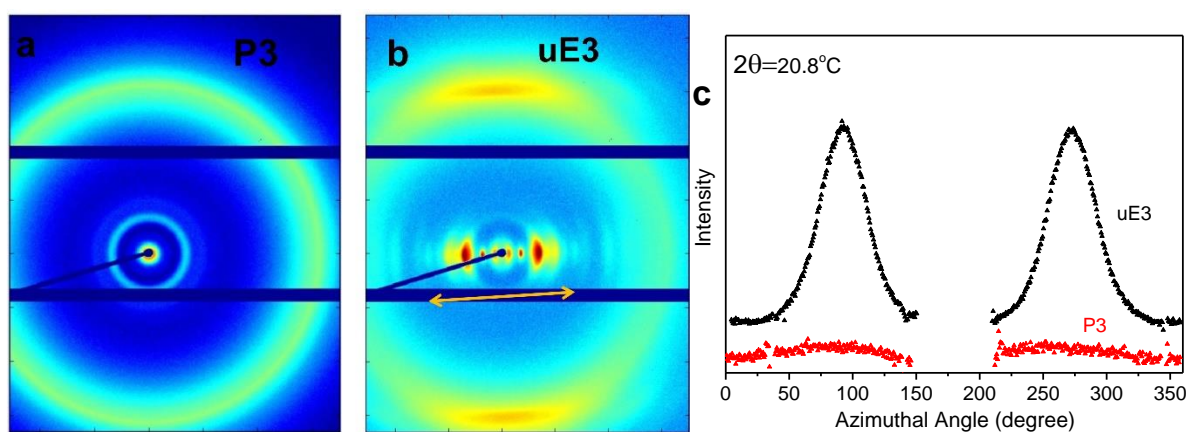 a
P3
b
uE3
c
2θ=20.8°C
Intensity
uE3
P3
0 50 100 150 200 250 300 350
Azimuthal Angle (degree)